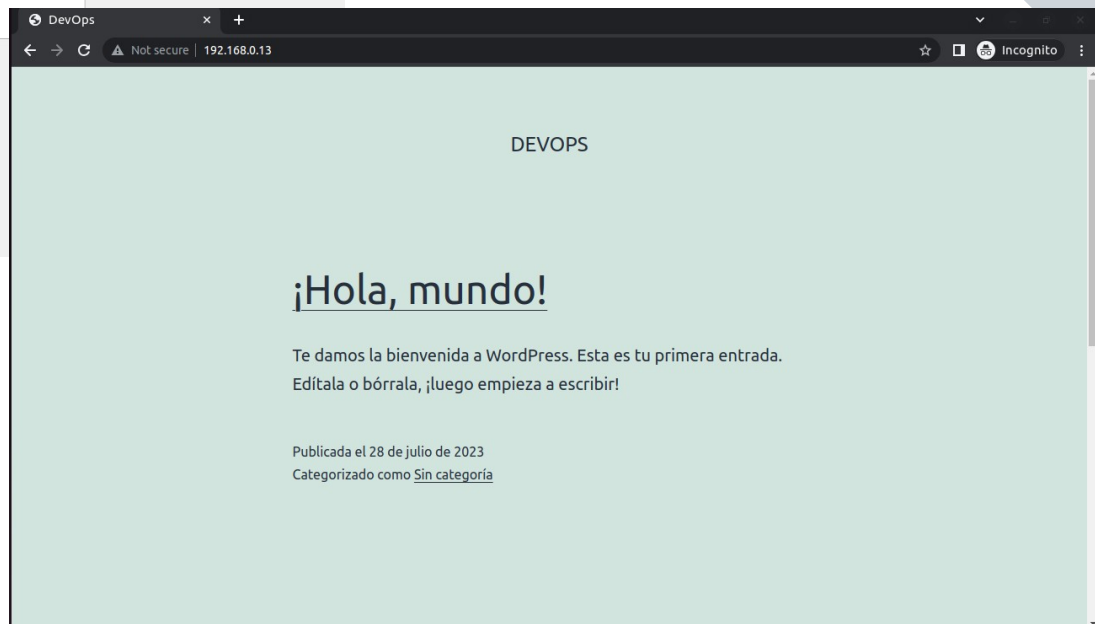 DevOps
Not secure | 192.168.0.13
Incognito
DEVOPS
¡Hola, mundo!
Te damos la bienvenida a WordPress. Esta es tu primera entrada.
Edítala o bórrala, ¡luego empieza a escribir!
Publicada el 28 de julio de 2023
Categorizado como Sin categoría